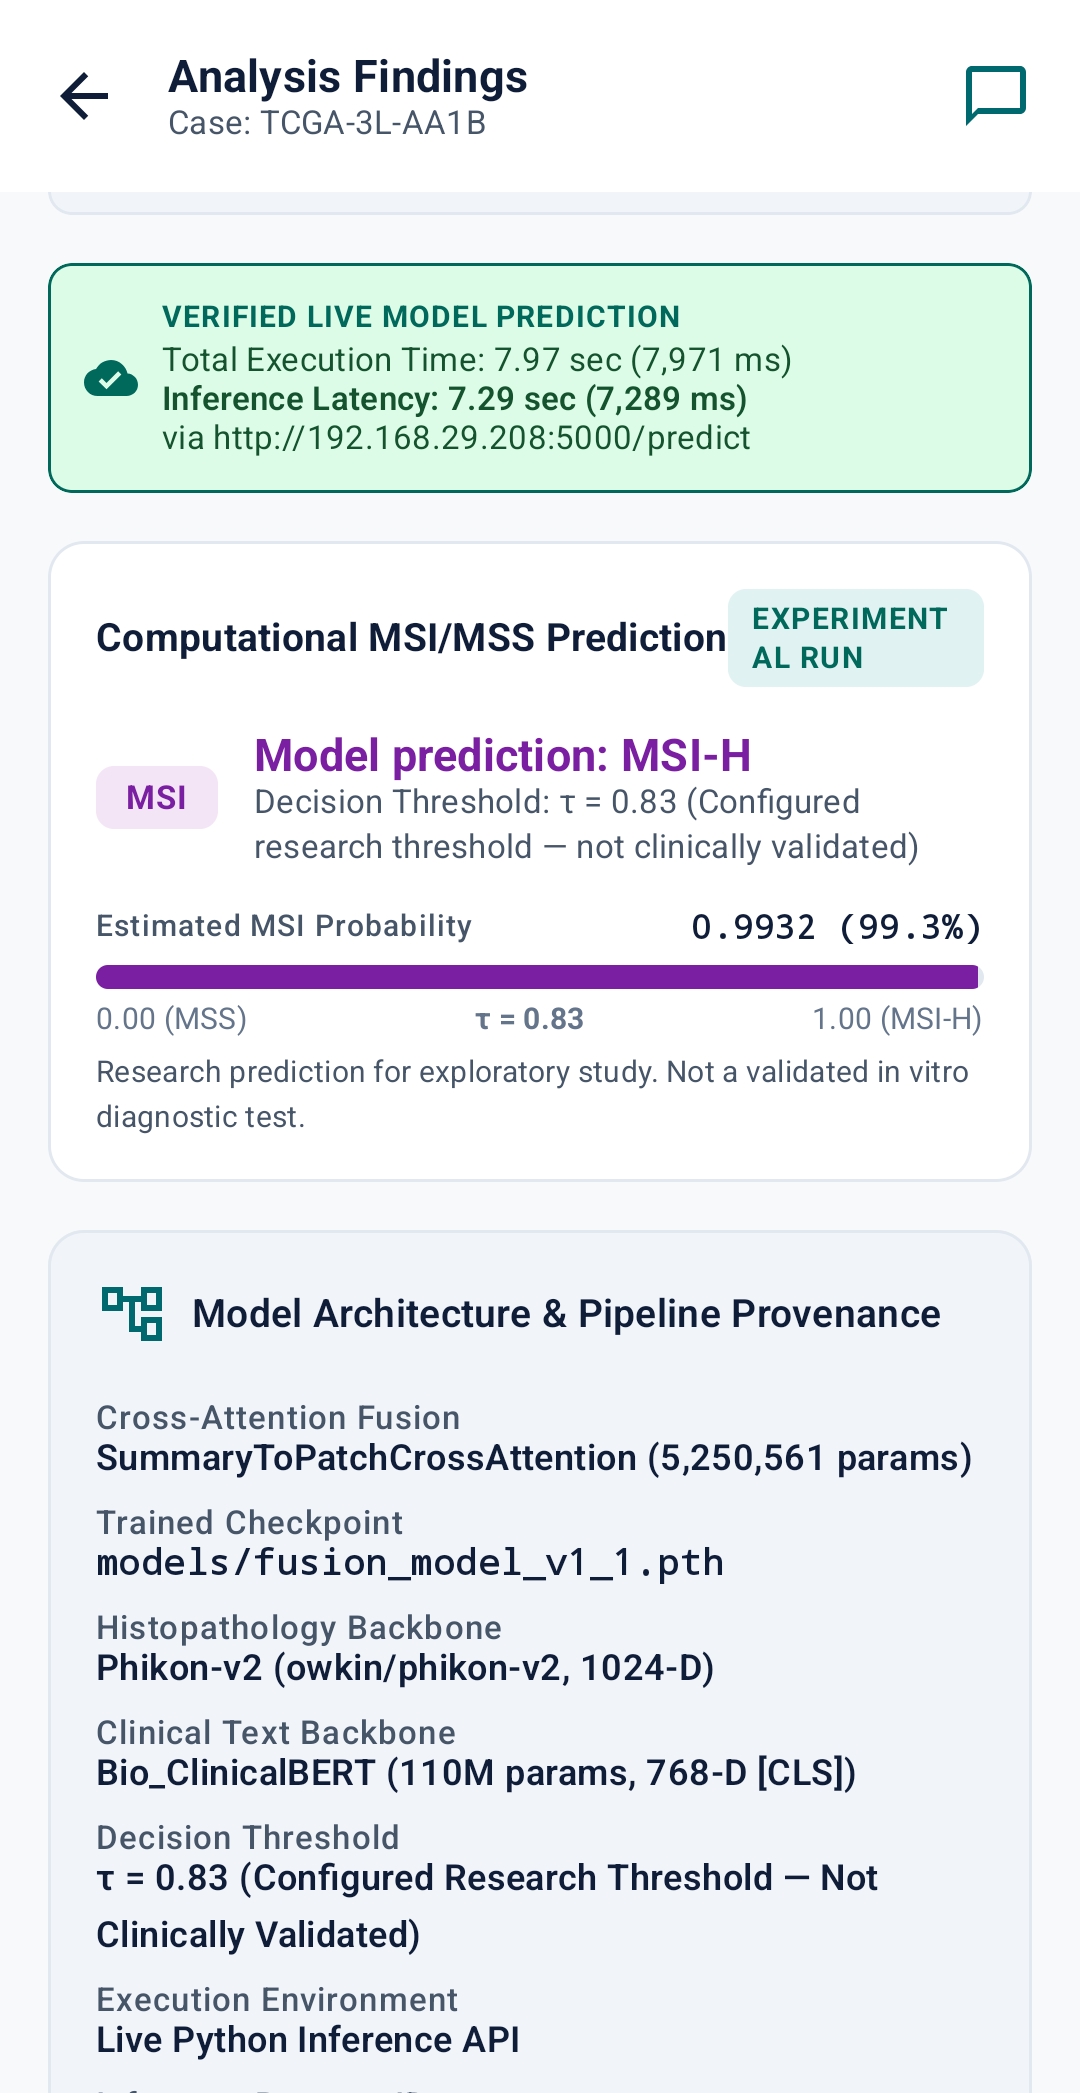 Analysis Findings
Case: TCGA-3L-AA1B
VERIFIED LIVE MODEL PREDICTION
Total Execution Time: 7.97 sec (7,971 ms)
Inference Latency: 7.29 sec (7,289 ms)
via http://192.168.29.208:5000/predict
Computational MSI/MSS Prediction
EXPERIMENT
AL RUN
MSI
Model prediction: MSI-H
Decision Threshold: τ = 0.83 (Configured
research threshold — not clinically validated)
Estimated MSI Probability
0.9932 (99.3%)
0.00 (MSS)
τ = 0.83
1.00 (MSI-H)
Research prediction for exploratory study. Not a validated in vitro
diagnostic test.
Model Architecture & Pipeline Provenance
Cross-Attention Fusion
SummaryToPatchCrossAttention (5,250,561 params)
Trained Checkpoint
models/fusion_model_v1_1.pth
Histopathology Backbone
Phikon-v2 (owkin/phikon-v2, 1024-D)
Clinical Text Backbone
Bio_ClinicalBERT (110M params, 768-D [CLS])
Decision Threshold
τ = 0.83 (Configured Research Threshold — Not
Clinically Validated)
Execution Environment
Live Python Inference API